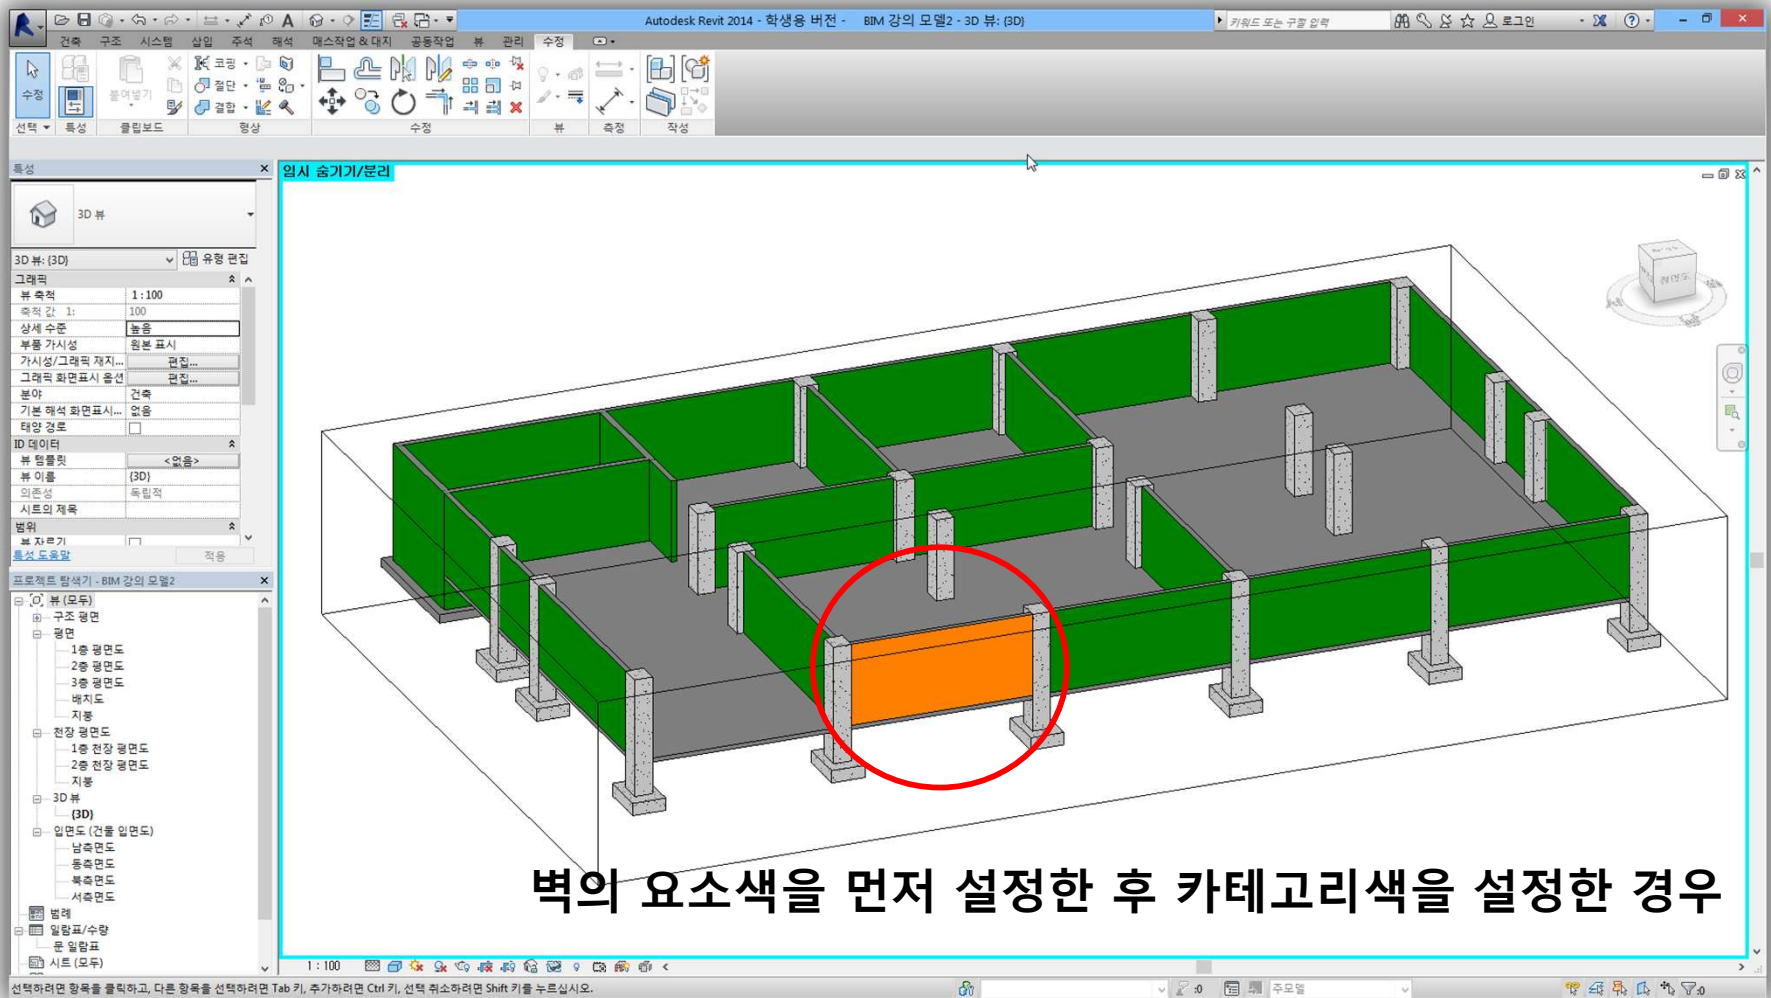 Autodesk Revit 2014 - 학생용 버전 - BIM 강의 모델2 - 3D 뷰: {3D}
키워드 또는 구절 입력
로그인
건축 구조 시스템 삽입 주석 해석 매스작업 & 대지 공동작업 뷰 관리 수정
수정
붙여넣기
코핑
절단
결합
선택 특성 클립보드 형상 수정 뷰 측정 작성
특성
3D 뷰
3D 뷰: {3D} 유형 편집
그래픽
뷰 축척 1 : 100
축척 값 1: 100
상세 수준 높음
부품 가시성 원본 표시
가시성/그래픽 재지... 편집...
그래픽 화면표시 옵션 편집...
분야 건축
기본 해석 화면표시... 없음
태양 경로
ID 데이터
뷰 템플릿 <없음>
뷰 이름 {3D}
의존성 독립적
시트의 제목
범위
뷰 자르기
특성 도움말 적용
프로젝트 탐색기 - BIM 강의 모델2
뷰 (모두)
구조 평면
평면
1층 평면도
2층 평면도
3층 평면도
배치도
지붕
천장 평면도
1층 천장 평면도
2층 천장 평면도
지붕
3D 뷰
{3D}
입면도 (건물 입면도)
남측면도
동측면도
북측면도
서측면도
범례
일람표/수량
문 일람표
시트 (모두)
임시 숨기기/분리
벽의 요소색을 먼저 설정한 후 카테고리색을 설정한 경우
1 : 100
선택하려면 항목을 클릭하고, 다른 항목을 선택하려면 Tab 키, 추가하려면 Ctrl 키, 선택 취소하려면 Shift 키를 누르십시오.
:0
주모델
:0